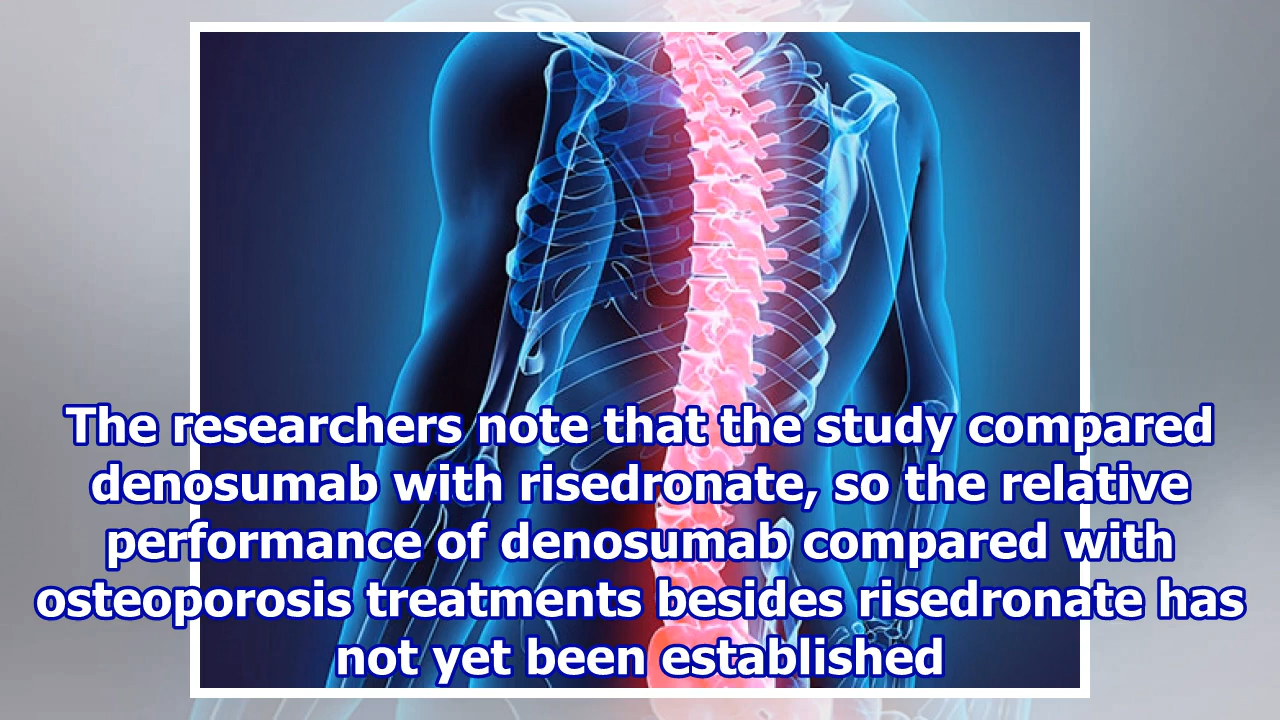 The researchers note that the study compared
denosumab with risedronate, so the relative
performance of denosumab compared with
osteoporosis treatments besides risedronate has
not yet been established